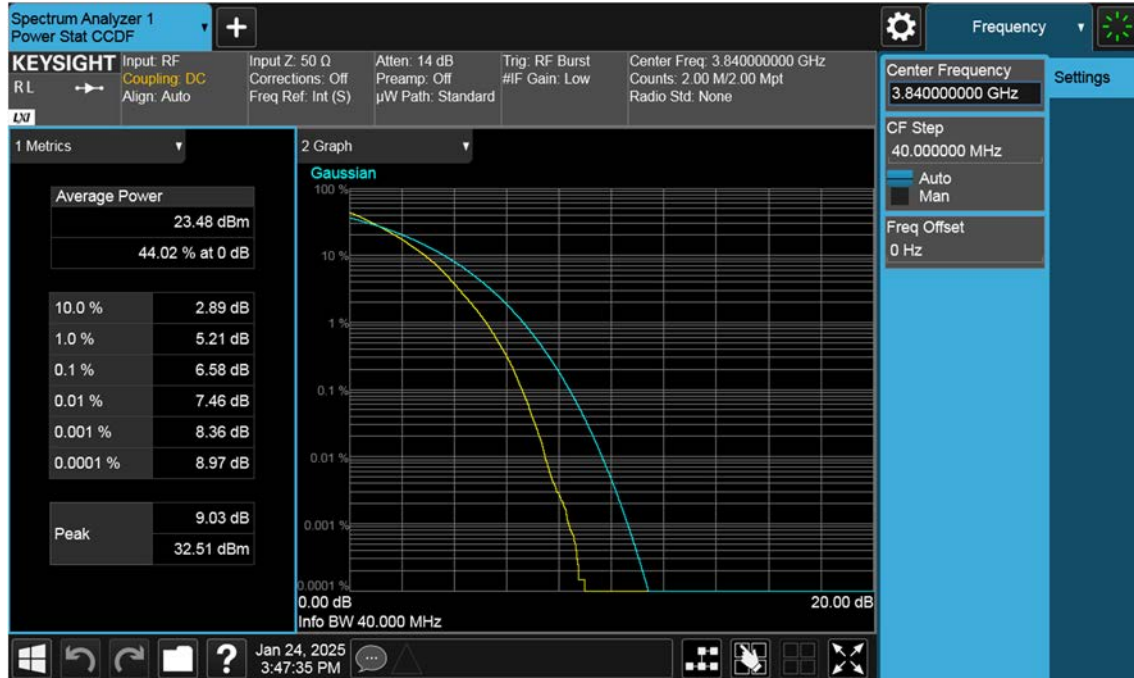 Spectrum Analyzer 1
Power Stat CCDF
Frequency
KEYSIGHT
R L
LXI
Input: RF
Coupling: DC
Align: Auto
Input Z: 50 Ω
Corrections: Off
Freq Ref: Int (S)
Atten: 14 dB
Preamp: Off
µW Path: Standard
Trig: RF Burst
#IF Gain: Low
Center Freq: 3.840000000 GHz
Counts: 2.00 M/2.00 Mpt
Radio Std: None
Center Frequency
3.840000000 GHz
Settings
CF Step
40.000000 MHz
Auto
Man
Freq Offset
0 Hz
1 Metrics
Average Power
23.48 dBm
44.02 % at 0 dB
10.0 % 2.89 dB
1.0 % 5.21 dB
0.1 % 6.58 dB
0.01 % 7.46 dB
0.001 % 8.36 dB
0.0001 % 8.97 dB
Peak
9.03 dB
32.51 dBm
2 Graph
Gaussian
100 %
10 %
1 %
0.1 %
0.01 %
0.001 %
0.0001 %
0.00 dB 20.00 dB
Info BW 40.000 MHz
?
Jan 24, 2025
3:47:35 PM